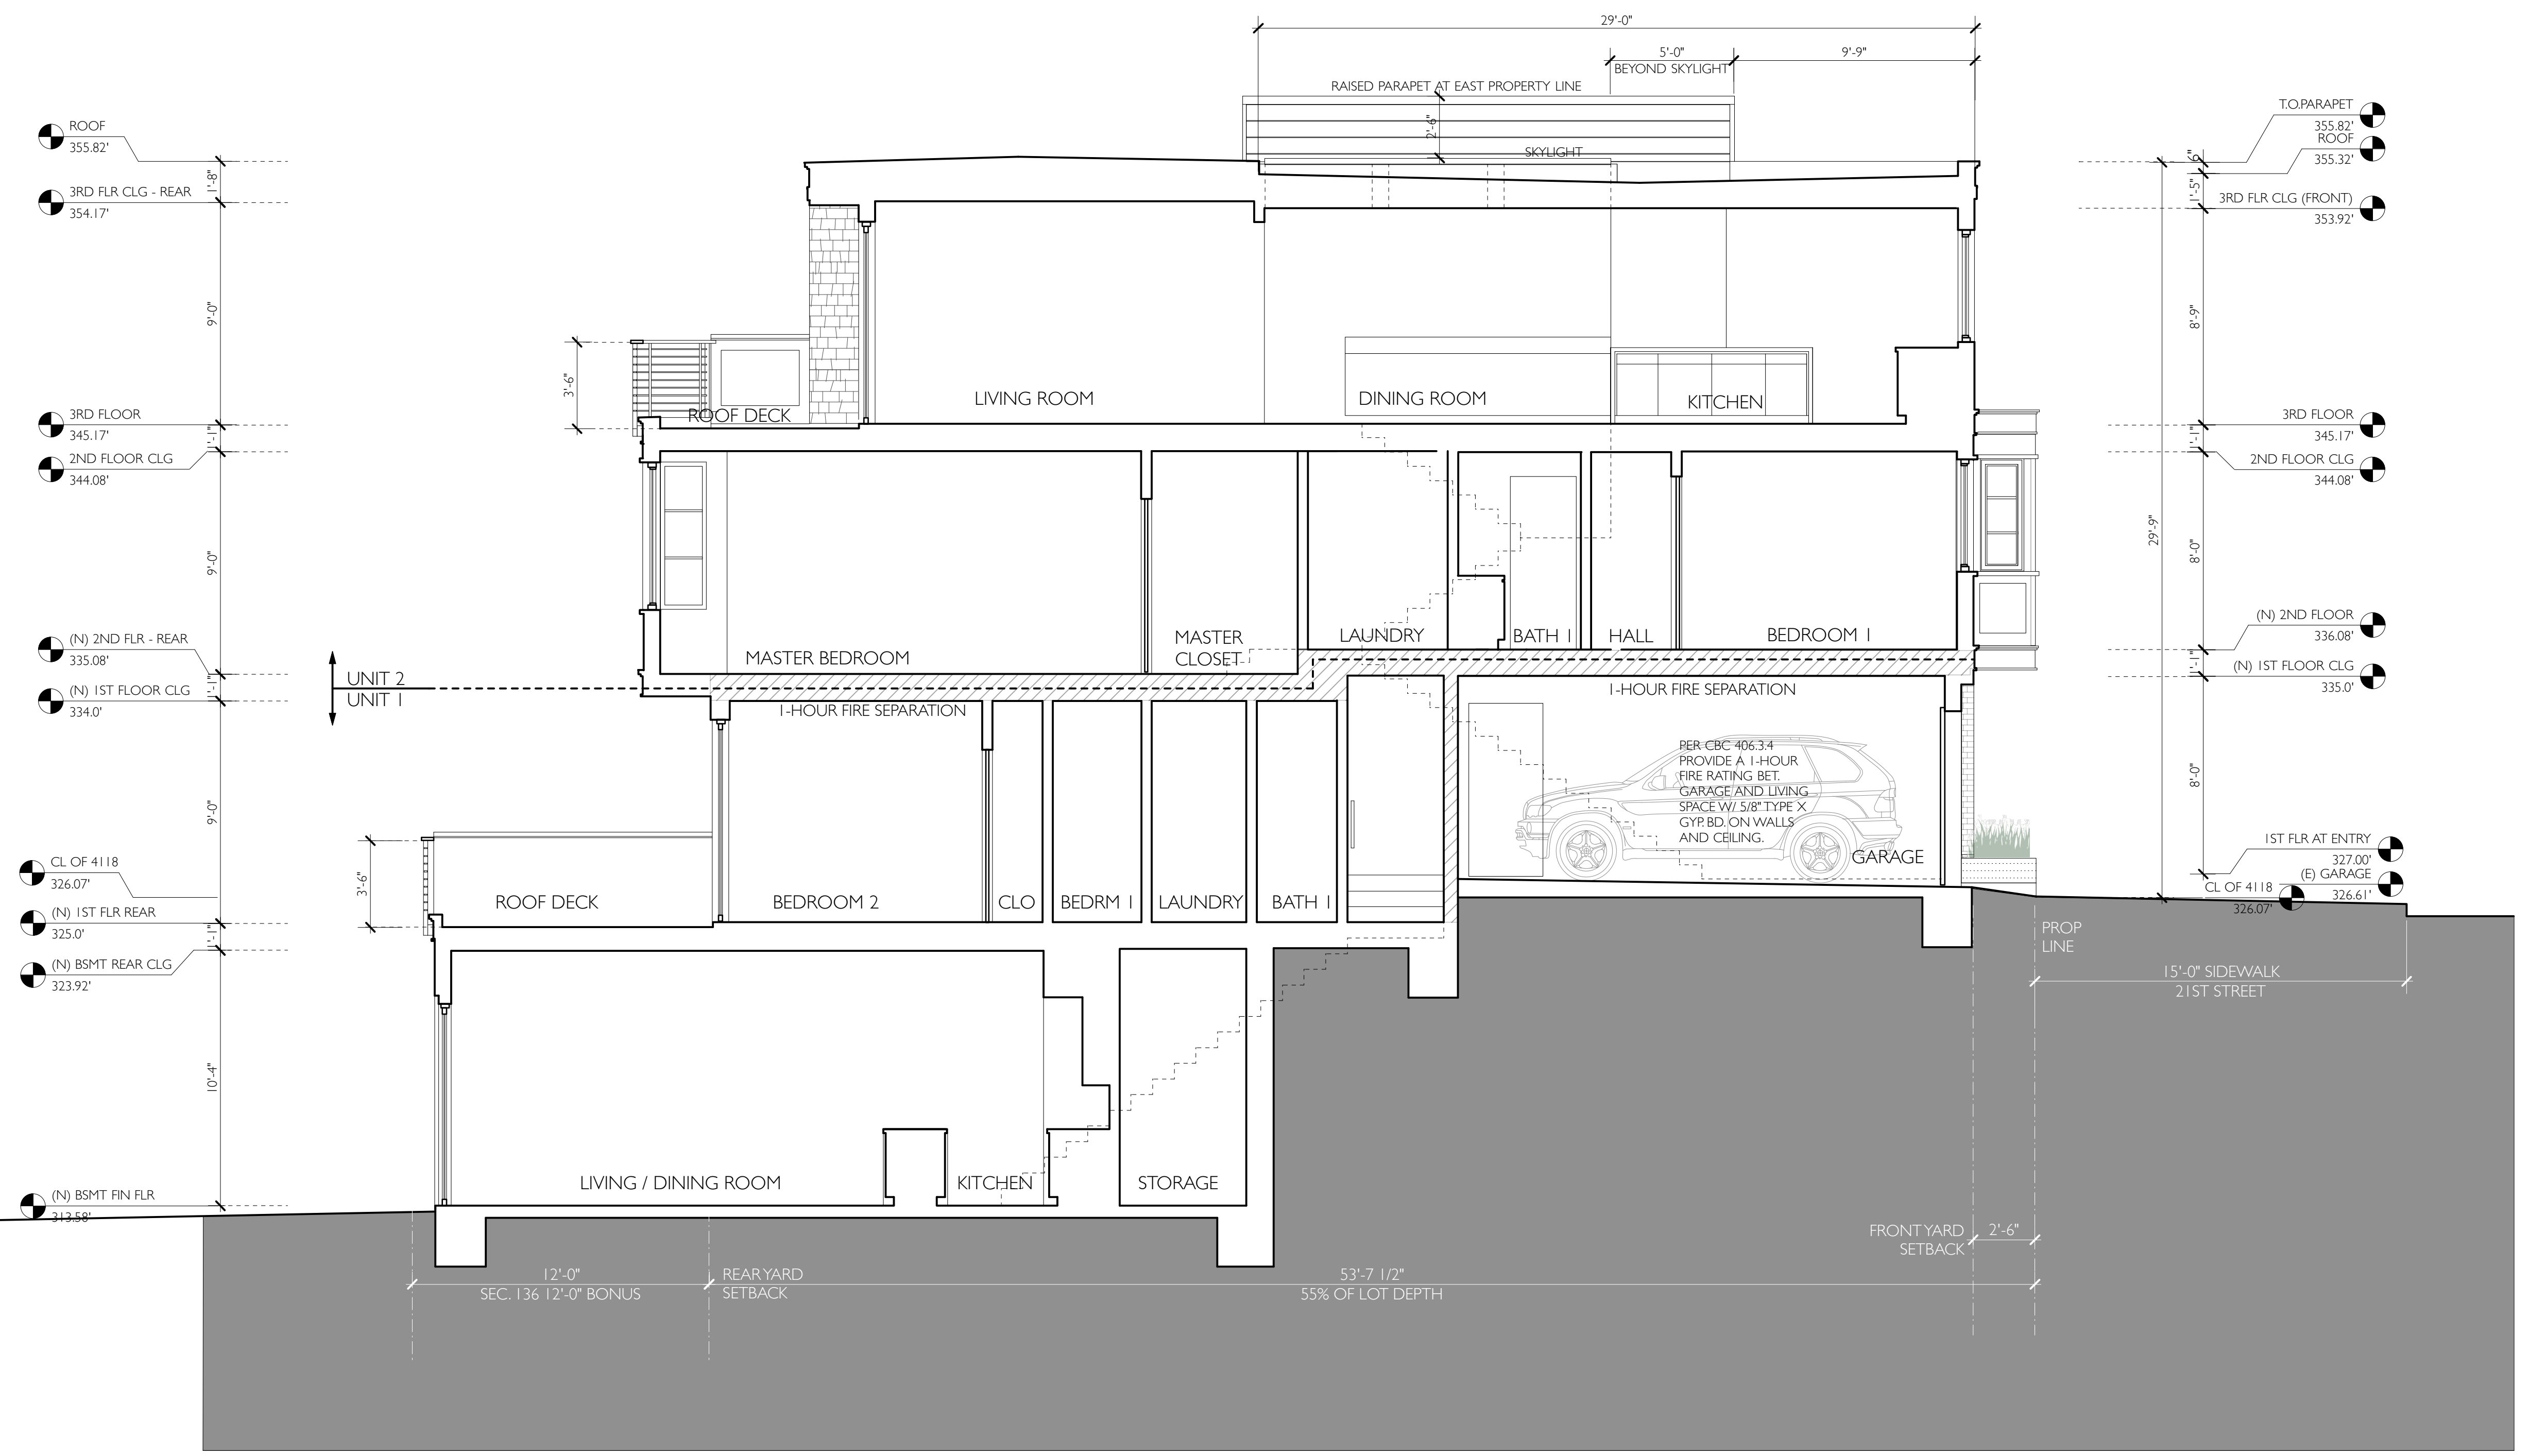 29'-0"
5'-0"
9'-9"
BEYOND SKYLIGHT
RAISED PARAPET AT EAST PROPERTY LINE
2'-6"
SKYLIGHT
ROOF
355.82'
3RD FLR CLG - REAR
354.17'
3RD FLOOR
345.17'
2ND FLOOR CLG
344.08'
(N) 2ND FLR - REAR
335.08'
(N) 1ST FLOOR CLG
334.0'
CL OF 4118
326.07'
(N) 1ST FLR REAR
325.0'
(N) BSMT REAR CLG
323.92'
(N) BSMT FIN FLR
313.58'
1'-8"
9'-0"
1'-1"
9'-0"
1'-1"
9'-0"
1'-1"
10'-4"
3'-6"
3'-6"
UNIT 2
UNIT 1
LIVING ROOM
DINING ROOM
KITCHEN
ROOF DECK
MASTER BEDROOM
MASTER
CLOSET
LAUNDRY
BATH 1
HALL
BEDROOM 1
1-HOUR FIRE SEPARATION
1-HOUR FIRE SEPARATION
PER CBC 406.3.4
PROVIDE A 1-HOUR
FIRE RATING BET.
GARAGE AND LIVING
SPACE W/ 5/8" TYPE X
GYP. BD. ON WALLS
AND CEILING.
GARAGE
ROOF DECK
BEDROOM 2
CLO
BEDRM 1
LAUNDRY
BATH 1
LIVING / DINING ROOM
KITCHEN
STORAGE
T.O.PARAPET
355.82'
ROOF
355.32'
3RD FLR CLG (FRONT)
353.92'
3RD FLOOR
345.17'
2ND FLOOR CLG
344.08'
(N) 2ND FLOOR
336.08'
(N) 1ST FLOOR CLG
335.0'
1ST FLR AT ENTRY
327.00'
(E) GARAGE
326.61'
CL OF 4118
326.07'
6"
1'-5"
8'-9"
1'-1"
8'-0"
1'-1"
8'-0"
29'-9"
PROP
LINE
15'-0" SIDEWALK
21ST STREET
FRONT YARD
SETBACK
2'-6"
12'-0"
SEC. 136 12'-0" BONUS
REAR YARD
SETBACK
53'-7 1/2"
55% OF LOT DEPTH